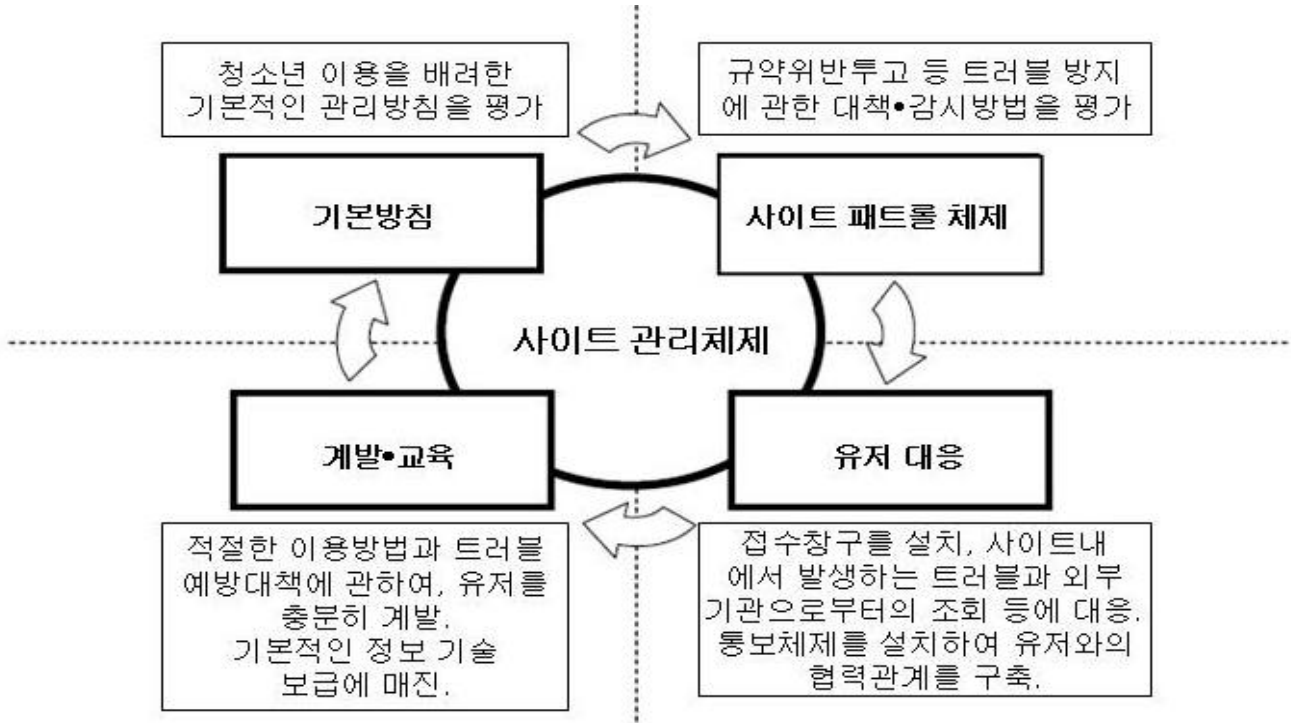 청소년 이용을 배려한
기본적인 관리방침을 평가
규약위반투고 등 트러블 방지
에 관한 대책•감시방법을 평가
기본방침
사이트 패트롤 체제
사이트 관리체제
계발•교육
유저 대응
적절한 이용방법과 트러블
예방대책에 관하여, 유저를
충분히 계발.
기본적인 정보 기술
보급에 매진.
접수창구를 설치, 사이트내
에서 발생하는 트러블과 외부
기관으로부터의 조회 등에 대응.
통보체제를 설치하여 유저와의
협력관계를 구축.